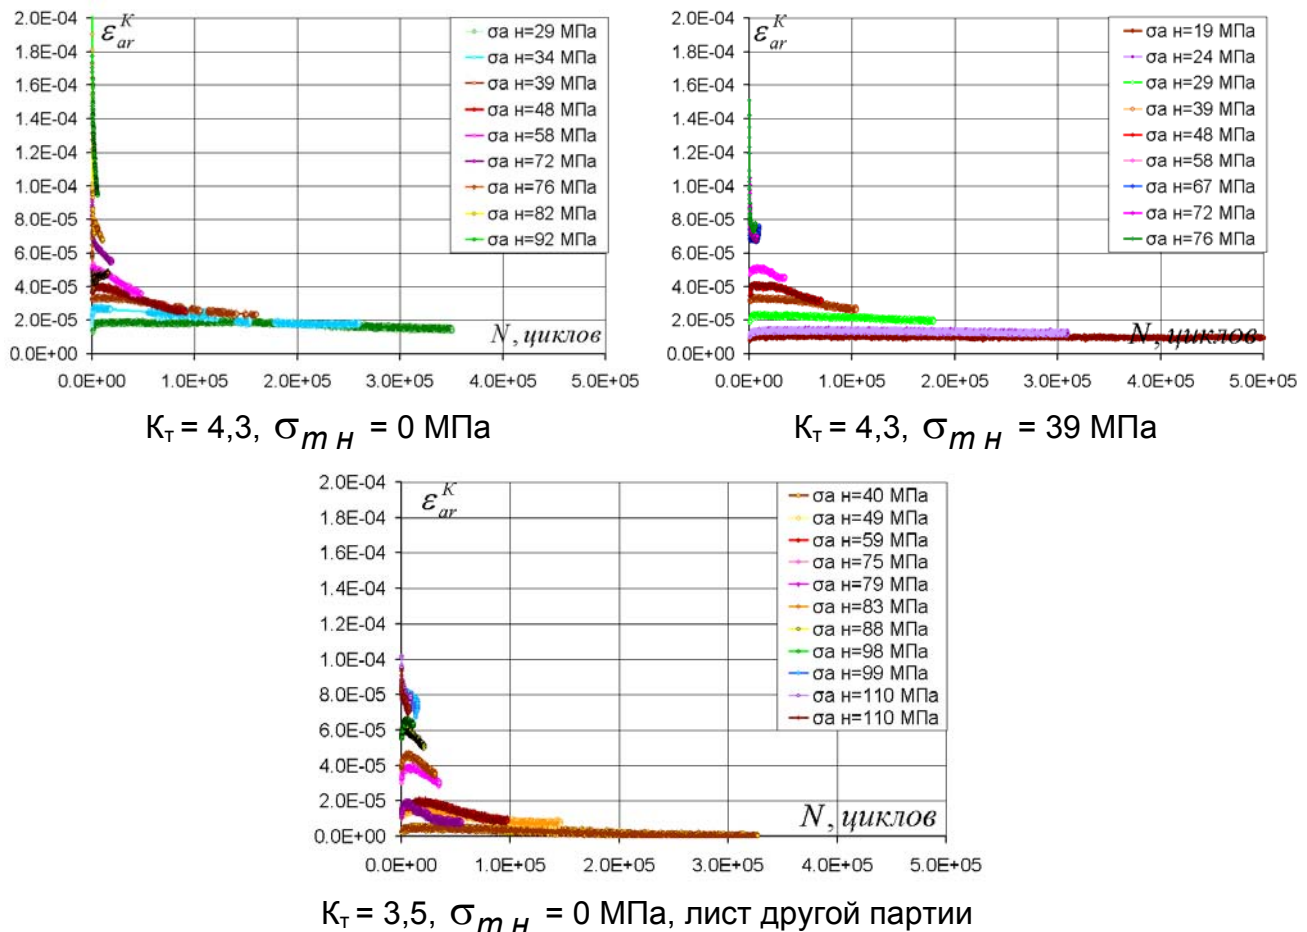 2.0E-04
1.8E-04
1.6E-04
1.4E-04
1.2E-04
1.0E-04
8.0E-05
6.0E-05
4.0E-05
2.0E-05
0.0E+00
ε ar K
σа н=29 МПа
σа н=34 МПа
σа н=39 МПа
σа н=48 МПа
σа н=58 МПа
σа н=72 МПа
σа н=76 МПа
σа н=82 МПа
σа н=92 МПа
N, циклов
0.0E+00 1.0E+05 2.0E+05 3.0E+05 4.0E+05 5.0E+05
Kт = 4,3, σm н = 0 МПа
2.0E-04
1.8E-04
1.6E-04
1.4E-04
1.2E-04
1.0E-04
8.0E-05
6.0E-05
4.0E-05
2.0E-05
0.0E+00
ε ar K
σа н=19 МПа
σа н=24 МПа
σа н=29 МПа
σа н=39 МПа
σа н=48 МПа
σа н=58 МПа
σа н=67 МПа
σа н=72 МПа
σа н=76 МПа
N, циклов
0.0E+00 1.0E+05 2.0E+05 3.0E+05 4.0E+05 5.0E+05
Kт = 4,3, σm н = 39 МПа
2.0E-04
1.8E-04
1.6E-04
1.4E-04
1.2E-04
1.0E-04
8.0E-05
6.0E-05
4.0E-05
2.0E-05
0.0E+00
ε ar K
σа н=40 МПа
σа н=49 МПа
σа н=59 МПа
σа н=75 МПа
σа н=79 МПа
σа н=83 МПа
σа н=88 МПа
σа н=98 МПа
σа н=99 МПа
σа н=110 МПа
σа н=110 МПа
N, циклов
0.0E+00 1.0E+05 2.0E+05 3.0E+05 4.0E+05 5.0E+05
Kт = 3,5, σm н = 0 МПа, лист другой партии